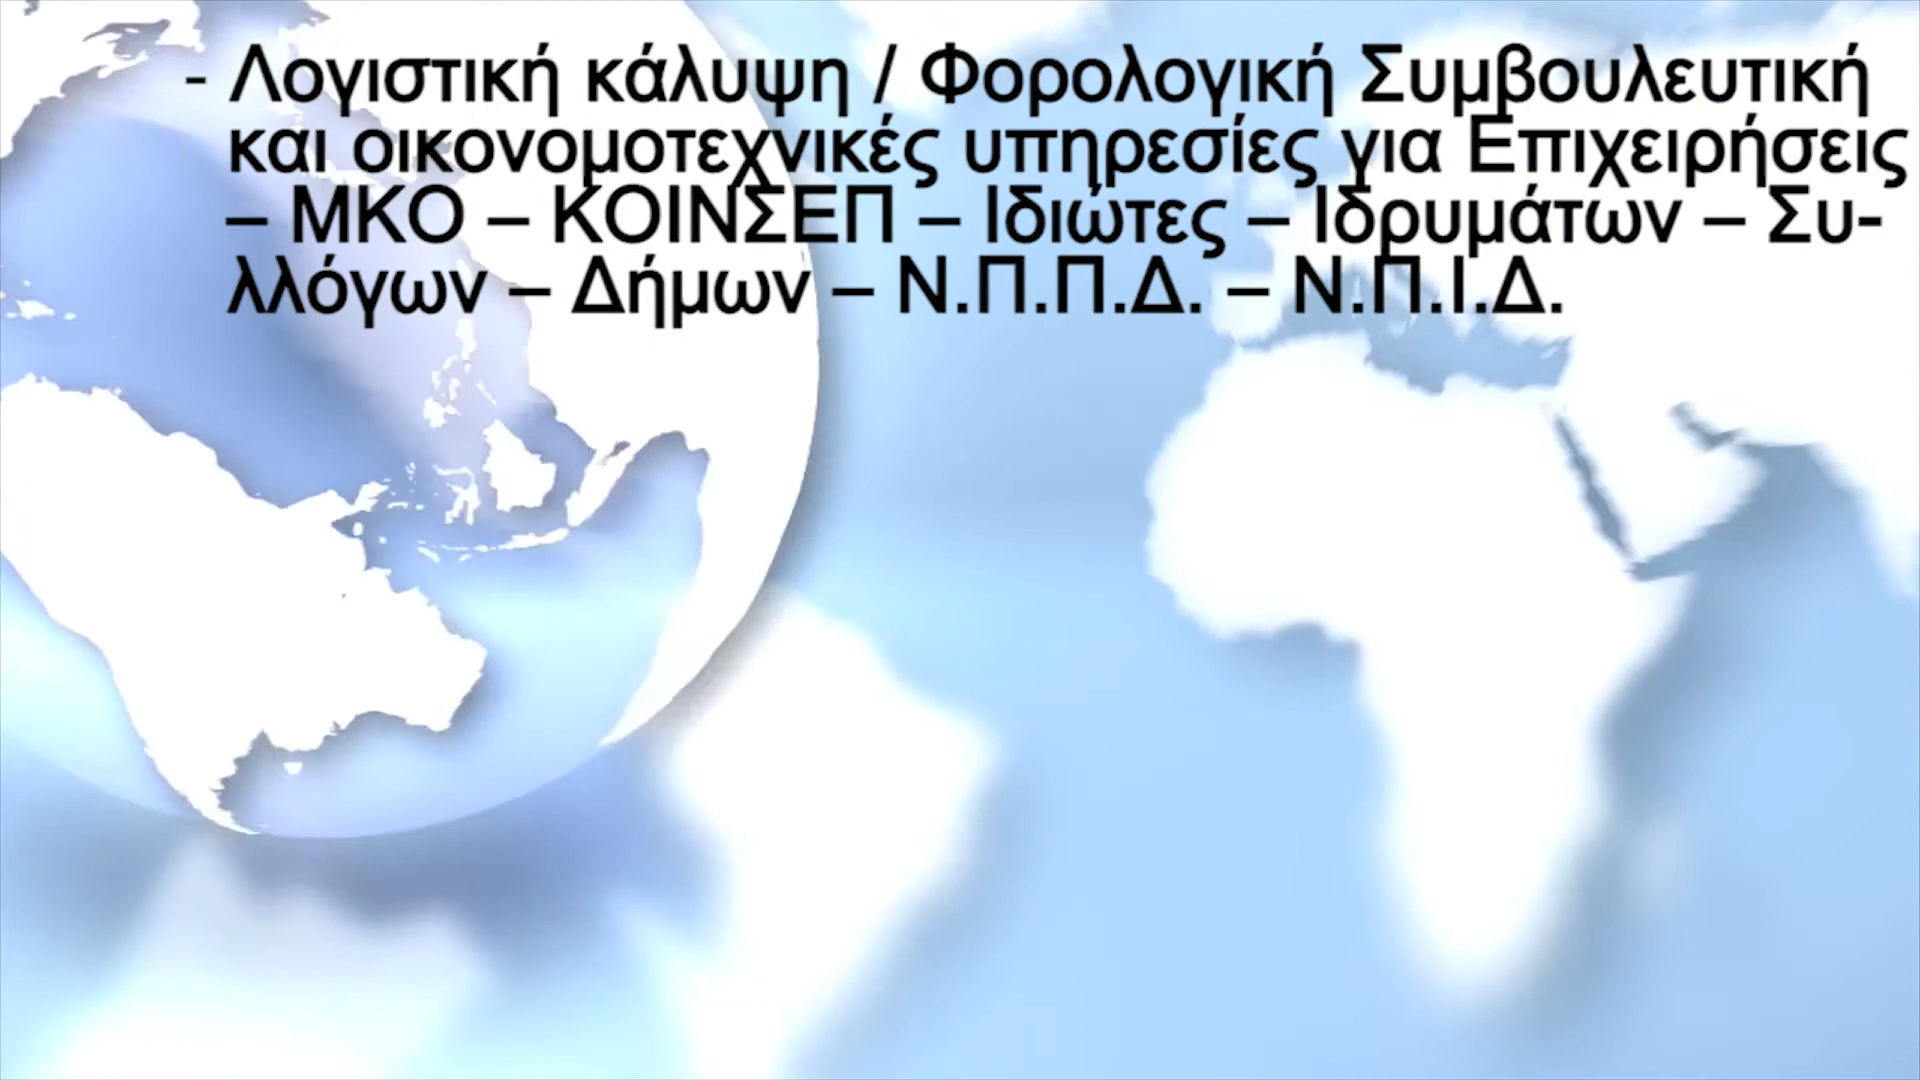 - Λογιστική κάλυψη / Φορολογική Συμβουλευτική
και οικονομοτεχνικές υπηρεσίες για Επιχειρήσεις
– ΜΚΟ – ΚΟΙΝΣΕΠ – Ιδιώτες – Ιδρυμάτων – Συ-
λλόγων – Δήμων – Ν.Π.Π.Δ. – Ν.Π.Ι.Δ.